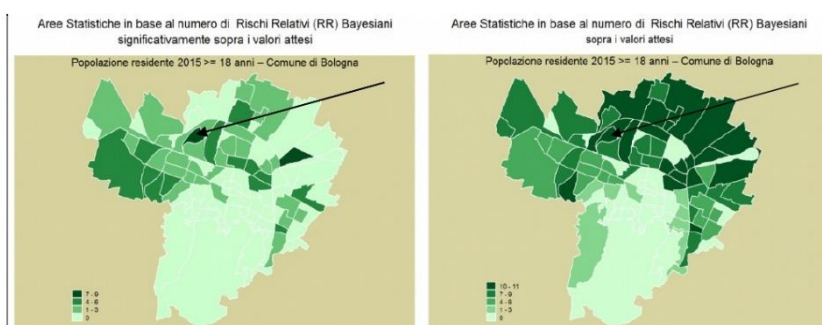 Aree Statistiche in base al numero di Rischi Relativi (RR) Bayesiani
significativamente sopra i valori attesi
Popolazione residente 2015 >= 18 anni – Comune di Bologna
7 - 9
4 - 6
1 - 3
0
Aree Statistiche in base al numero di Rischi Relativi (RR) Bayesiani
sopra i valori attesi
Popolazione residente 2015 >= 18 anni – Comune di Bologna
10 - 11
7 - 9
4 - 6
1 - 3
0